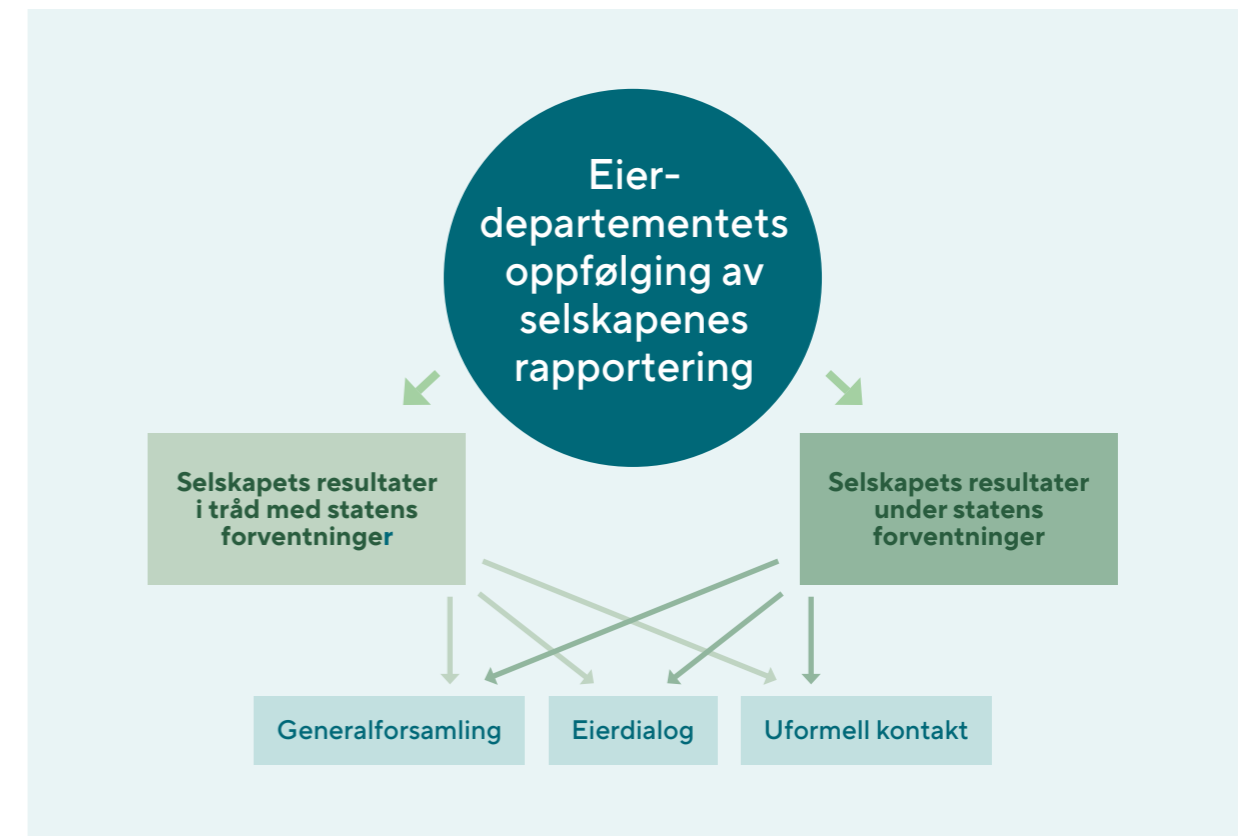 Eier-
departementets
oppfølging av
selskapenes
rapportering
Selskapets resultater
i tråd med statens
forventninger
Selskapets resultater
under statens
forventninger
Generalforsamling
Eierdialog
Uformell kontakt